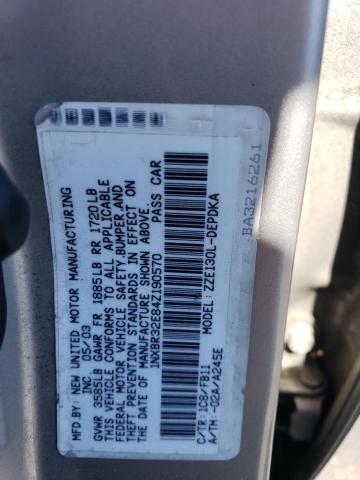 MFD BY: NEW UNITED MOTOR MANUFACTURING
INC. 05/03
GVWR 3585LB GAWR FR 1885LB RR 1720LB
THIS VEHICLE CONFORMS TO ALL APPLICABLE
FEDERAL MOTOR VEHICLE SAFETY, BUMPER, AND
THEFT PREVENTION STANDARDS IN EFFECT ON
THE DATE OF MANUFACTURE SHOWN ABOVE.
1NXBR32E84Z190570 PASS CAR
C/TR: 1C8/FB11 MODEL: ZZE130L-DEPDKA
A/TM: -02A/A245E
BA3216261